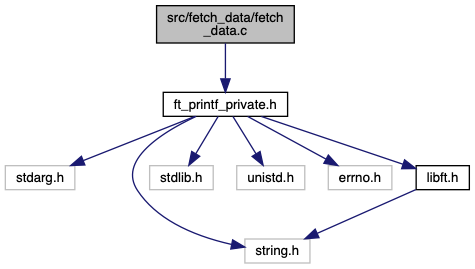 src/fetch_data/fetch
_data.c
ft_printf_private.h
stdarg.h
stdlib.h
unistd.h
errno.h
libft.h
string.h